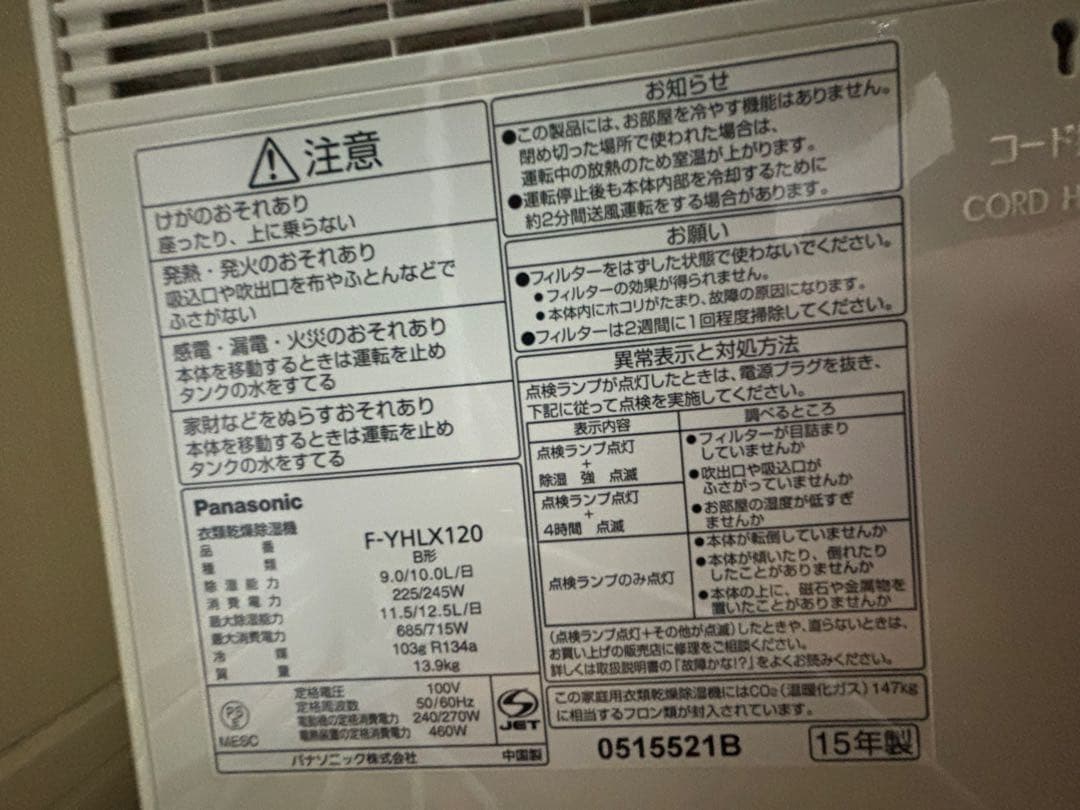 ⚠注意
けがのおそれあり
座ったり、上に乗らない
発熱・発火のおそれあり
吸込口や吹出口を布やふとんなどで
ふさがない
感電・漏電・火災のおそれあり
本体を移動するときは運転を止め
タンクの水をすてる
家財などをぬらすおそれあり
本体を移動するときは運転を止め
タンクの水をすてる
Panasonic
衣類乾燥除湿機
品番 F-YHLX120
種類 B形
除湿能力 9.0/10.0L/日
消費電力 225/245W
最大除湿能力 11.5/12.5L/日
最大消費電力 685/715W
冷媒 103g R134a
質量 13.9kg
PS
E
MESC
定格電圧 100V
定格周波数 50/60Hz
電動機の定格消費電力 240/270W
電熱装置の定格消費電力 460W
JET
パナソニック株式会社 中国製
お知らせ
●この製品には、お部屋を冷やす機能はありません。
閉め切った場所で使われた場合は、
運転中の放熱のため室温が上がります。
●運転停止後も本体内部を冷却するために
約2分間送風運転をする場合があります。
お願い
●フィルターをはずした状態で使わないでください。
●フィルターの効果が得られません。
●本体内にホコリがたまり、故障の原因になります。
●フィルターは2週間に1回程度掃除してください。
異常表示と対処方法
点検ランプが点灯したときは、電源プラグを抜き、
下記に従って点検を実施してください。
表示内容 調べるところ
点検ランプ点灯
+
除湿 強 点滅
点検ランプ点灯
+
4時間 点滅
●フィルターが目詰まり
していませんか
●吹出口や吸込口が
ふさがっていませんか
●お部屋の温度が低すぎ
ませんか
点検ランプのみ点灯
●本体が転倒していませんか
●本体が傾いたり、倒れたり
したことがありませんか
●本体の上に、磁石や金属物を
置いたことがありませんか
(点検ランプ点灯+その他が点滅)したときや、直らないときは、
お買い上げの販売店に修理をご相談ください。
詳しくは取扱説明書の「故障かな!?」をよくお読みください。
この家庭用衣類乾燥除湿機にはCO₂(温暖化ガス)147kg
に相当するフロン類が封入されています。
0515521B 15年製
コード
CORD H